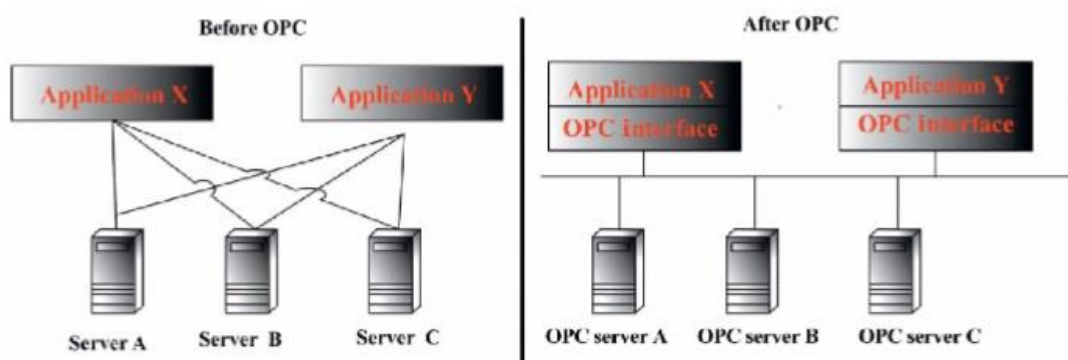 Before OPC
Application X
Application Y
Server A
Server B
Server C
After OPC
Application X
OPC interface
Application Y
OPC interface
OPC server A
OPC server B
OPC server C